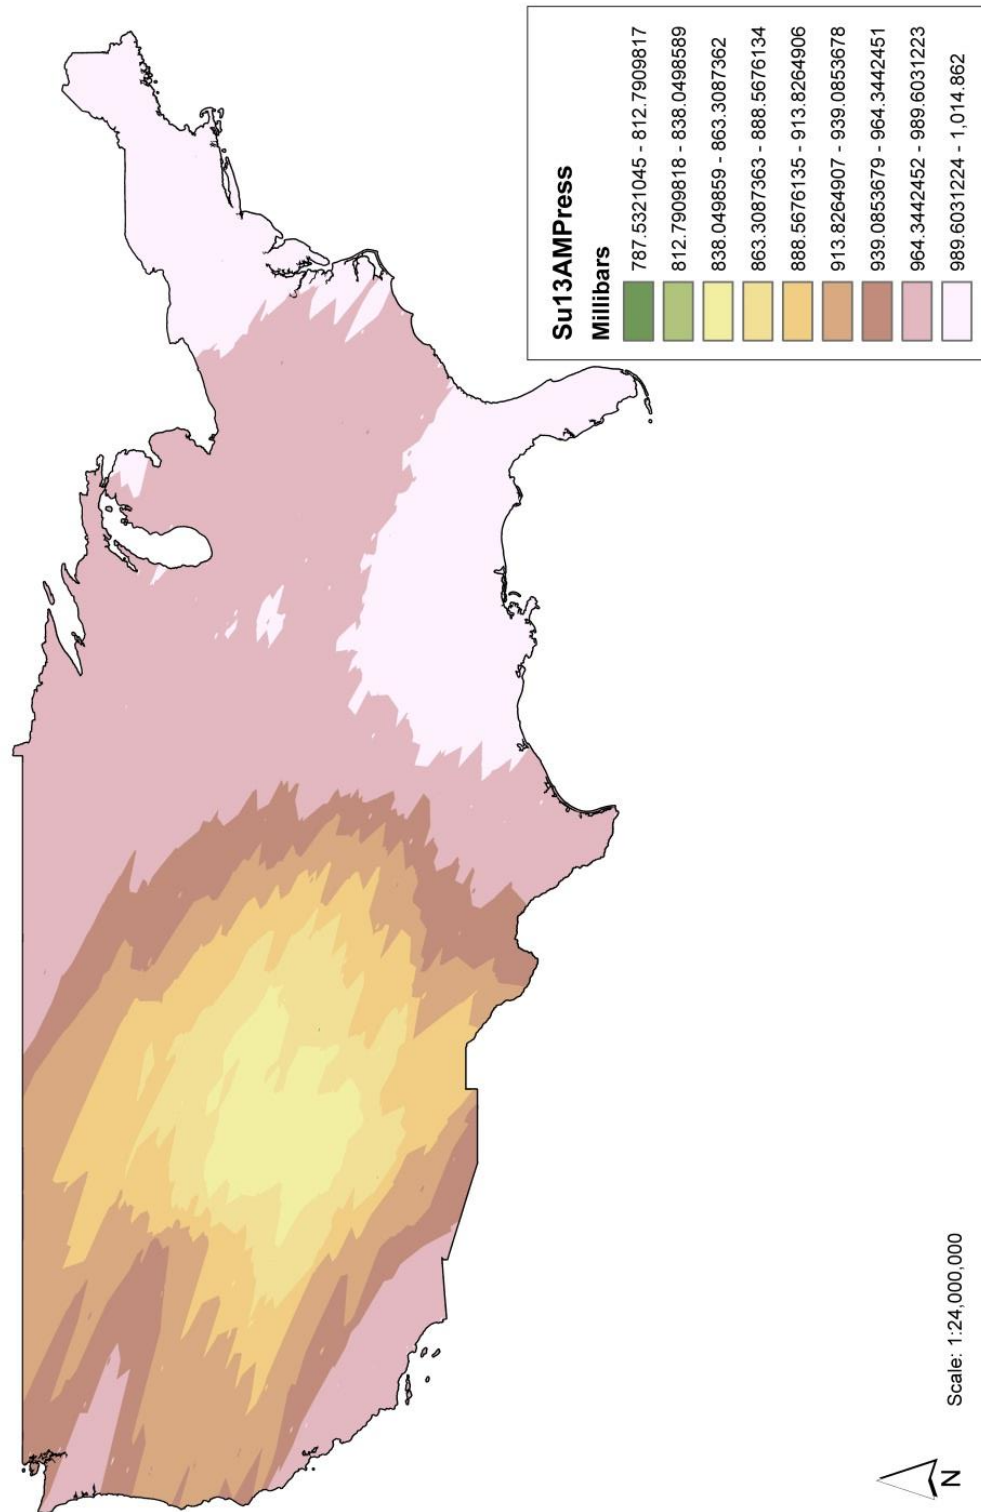 Su13AMPress
Millibars
787.5321045 - 812.7909817
812.7909818 - 838.0498589
838.049859 - 863.3087362
863.3087363 - 888.5676134
888.5676135 - 913.8264906
913.8264907 - 939.0853678
939.0853679 - 964.3442451
964.3442452 - 989.6031223
989.6031224 - 1,014.862
N
Scale: 1:24,000,000